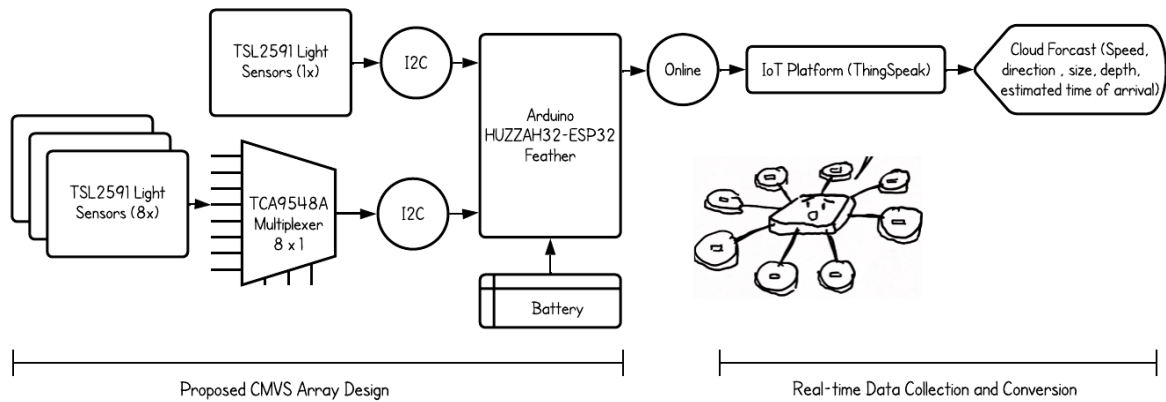 TSL2591 Light
Sensors (1x)
I2C
Arduino
HUZZAH32-ESP32
Feather
Online
IoT Platform (ThingSpeak)
Cloud Forcast (Speed,
direction , size, depth,
estimated time of arrival)
TSL2591 Light
Sensors (8x)
TCA9548A
Multiplexer
8 x 1
I2C
Battery
Proposed CMVS Array Design
Real-time Data Collection and Conversion